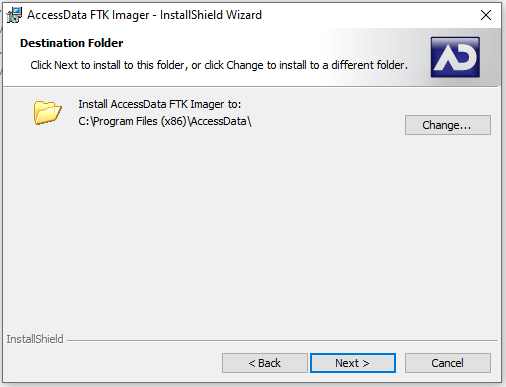 AccessData FTK Imager - InstallShield Wizard
Destination Folder
Click Next to install to this folder, or click Change to install to a different folder.
AD
Install AccessData FTK Imager to:
C:\Program Files (x86)\AccessData\
Change...
InstallShield
< Back
Next >
Cancel